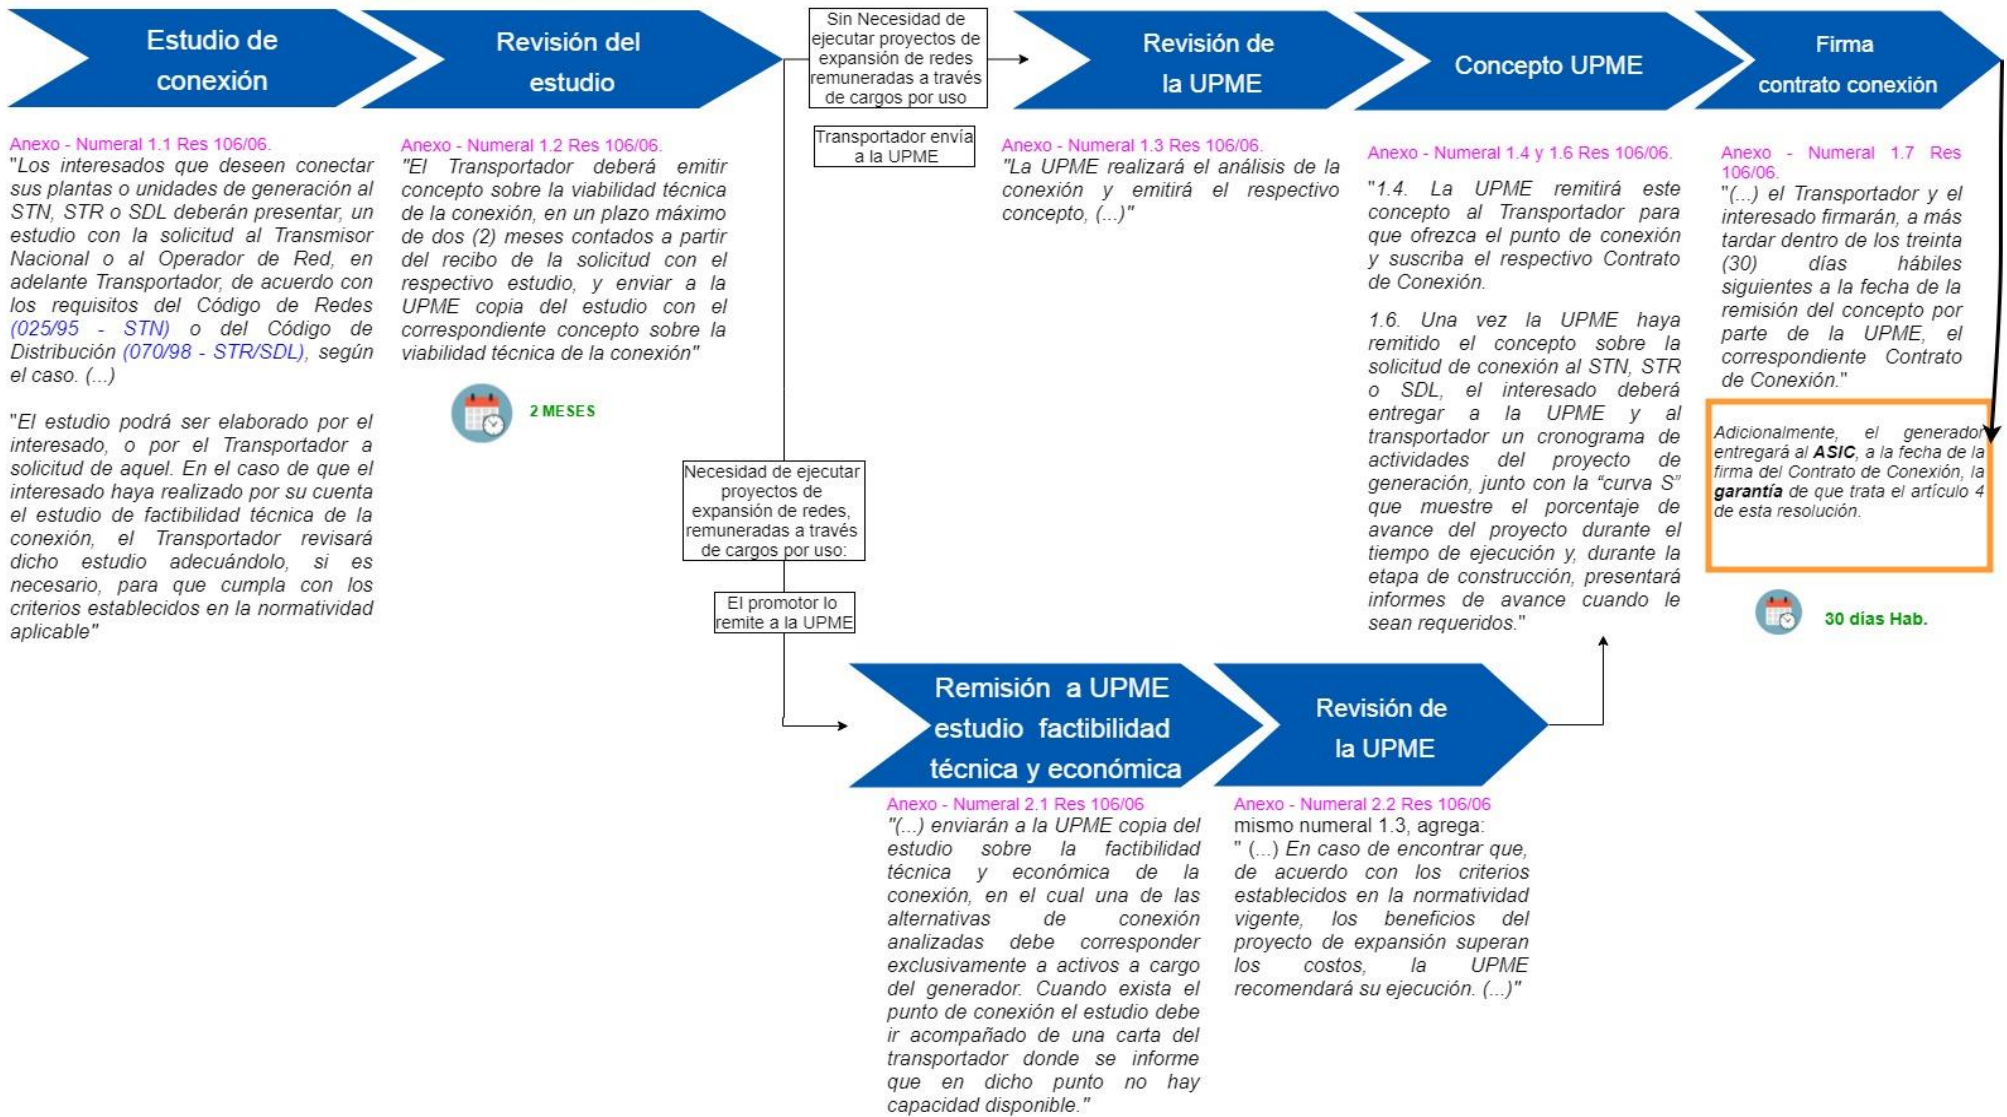 Estudio de
conexión
Anexo - Numeral 1.1 Res 106/06.
"Los interesados que deseen conectar
sus plantas o unidades de generación al
STN, STR o SDL deberán presentar, un
estudio con la solicitud al Transmisor
Nacional o al Operador de Red, en
adelante Transportador, de acuerdo con
los requisitos del Código de Redes
(025/95 - STN) o del Código de
Distribución (070/98 - STR/SDL), según
el caso. (...)
"El estudio podrá ser elaborado por el
interesado, o por el Transportador a
solicitud de aquel. En el caso de que el
interesado haya realizado por su cuenta
el estudio de factibilidad técnica de la
conexión, el Transportador revisará
dicho estudio adecuándolo, si es
necesario, para que cumpla con los
criterios establecidos en la normatividad
aplicable"
Revisión del
estudio
Anexo - Numeral 1.2 Res 106/06.
"El Transportador deberá emitir
concepto sobre la viabilidad técnica
de la conexión, en un plazo máximo
de dos (2) meses contados a partir
del recibo de la solicitud con el
respectivo estudio, y enviar a la
UPME copia del estudio con el
correspondiente concepto sobre la
viabilidad técnica de la conexión"
2 MESES
Sin Necesidad de
ejecutar proyectos de
expansión de redes
remuneradas a través
de cargos por uso
Transportador envía
a la UPME
Revisión de
la UPME
Anexo - Numeral 1.3 Res 106/06.
"La UPME realizará el análisis de la
conexión y emitirá el respectivo
concepto, (...)"
Concepto UPME
Anexo - Numeral 1.4 y 1.6 Res 106/06.
"1.4. La UPME remitirá este
concepto al Transportador para
que ofrezca el punto de conexión
y suscriba el respectivo Contrato
de Conexión.
1.6. Una vez la UPME haya
remitido el concepto sobre la
solicitud de conexión al STN, STR
o SDL, el interesado deberá
entregar a la UPME y al
transportador un cronograma de
actividades del proyecto de
generación, junto con la “curva S”
que muestre el porcentaje de
avance del proyecto durante el
tiempo de ejecución y, durante la
etapa de construcción, presentará
informes de avance cuando le
sean requeridos."
Firma
contrato conexión
Anexo - Numeral 1.7 Res
106/06.
"(...) el Transportador y el
interesado firmarán, a más
tardar dentro de los treinta
(30) días hábiles
siguientes a la fecha de la
remisión del concepto por
parte de la UPME, el
correspondiente Contrato
de Conexión."
Adicionalmente, el generador
entregará al ASIC, a la fecha de la
firma del Contrato de Conexión, la
garantía de que trata el artículo 4
de esta resolución.
30 días Hab.
Necesidad de ejecutar
proyectos de
expansión de redes,
remuneradas a través
de cargos por uso:
El promotor lo
remite a la UPME
Remisión a UPME
estudio factibilidad
técnica y económica
Anexo - Numeral 2.1 Res 106/06
"(...) enviarán a la UPME copia del
estudio sobre la factibilidad
técnica y económica de la
conexión, en el cual una de las
alternativas de conexión
analizadas debe corresponder
exclusivamente a activos a cargo
del generador. Cuando exista el
punto de conexión el estudio debe
ir acompañado de una carta del
transportador donde se informe
que en dicho punto no hay
capacidad disponible."
Revisión de
la UPME
Anexo - Numeral 2.2 Res 106/06
mismo numeral 1.3, agrega:
" (...) En caso de encontrar que,
de acuerdo con los criterios
establecidos en la normatividad
vigente, los beneficios del
proyecto de expansión superan
los costos, la UPME
recomendará su ejecución. (...)"